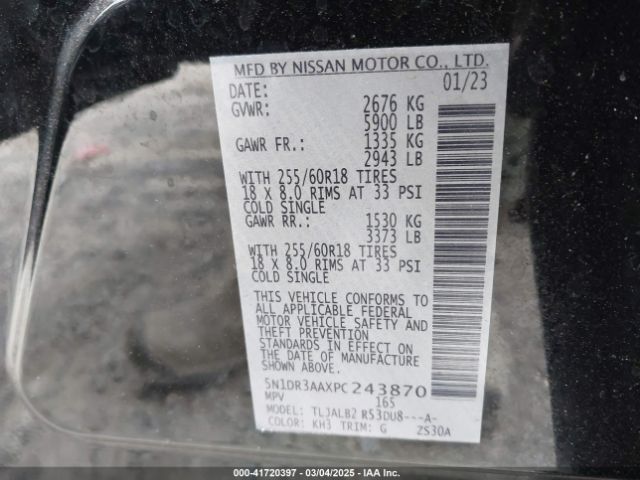 MFD BY NISSAN MOTOR CO., LTD.
DATE: 01/23
GVWR: 2676 KG
5900 LB
GAWR FR.: 1335 KG
2943 LB
WITH 255/60R18 TIRES
18 X 8.0 RIMS AT 33 PSI
COLD SINGLE
GAWR RR.: 1530 KG
3373 LB
WITH 255/60R18 TIRES
18 X 8.0 RIMS AT 33 PSI
COLD SINGLE
THIS VEHICLE CONFORMS TO
ALL APPLICABLE FEDERAL
MOTOR VEHICLE SAFETY AND
THEFT PREVENTION
STANDARDS IN EFFECT ON
THE DATE OF MANUFACTURE
SHOWN ABOVE.
5N1DR3AAXPC243870
MPV 165
MODEL: TLJALB2 R53DU8---A-
COLOR: KH3 TRIM: G ZS30A
000-41720397 • 03/04/2025 - IAA Inc.